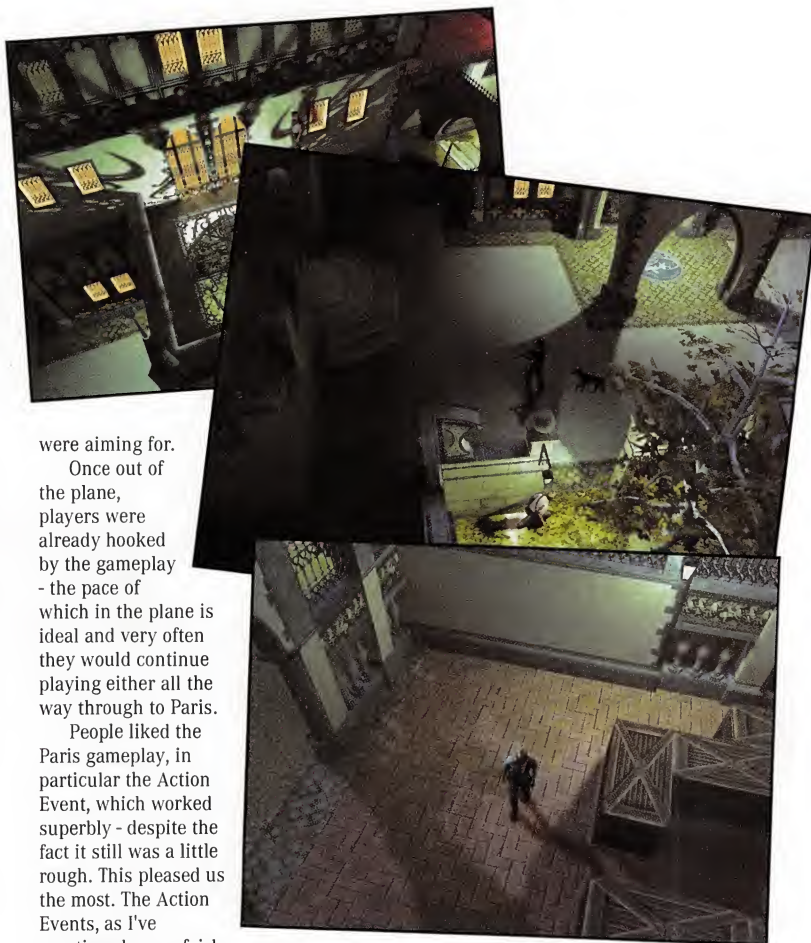 were aiming for.
Once out of
the plane,
players were
already hooked
by the gameplay
- the pace of
which in the plane is
ideal and very often
they would continue
playing either all the
way through to Paris.
People liked the
Paris gameplay, in
particular the Action
Event, which worked
superbly - despite the
fact it still was a little
rough. This pleased us
the most. The Action
Events, as I've